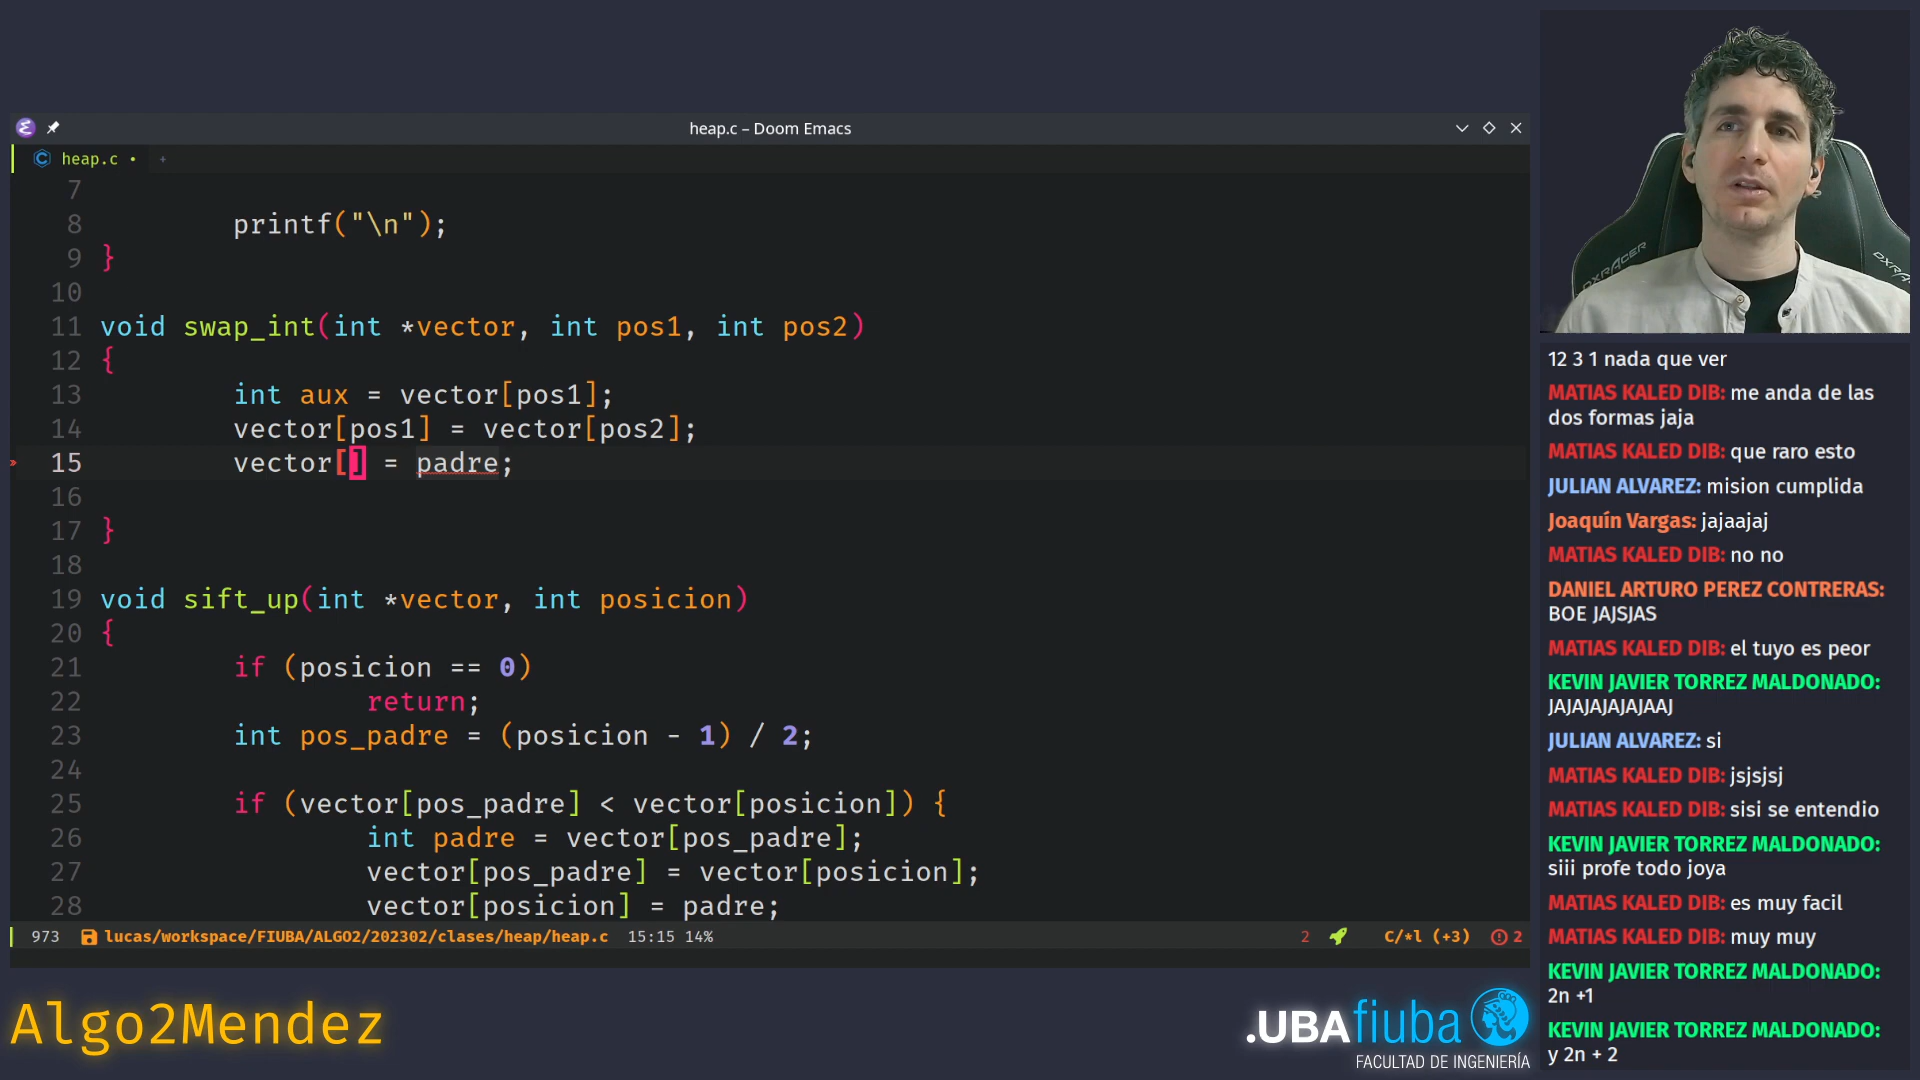 heap.c – Doom Emacs
heap.c • +
7
8 printf("\n");
9 }
10
11 void swap_int(int *vector, int pos1, int pos2)
12 {
13 int aux = vector[pos1];
14 vector[pos1] = vector[pos2];
15 vector[] = padre;
16
17 }
18
19 void sift_up(int *vector, int posicion)
20 {
21 if (posicion == 0)
22 return;
23 int pos_padre = (posicion - 1) / 2;
24
25 if (vector[pos_padre] < vector[posicion]) {
26 int padre = vector[pos_padre];
27 vector[pos_padre] = vector[posicion];
28 vector[posicion] = padre;
973 lucas/workspace/FIUBA/ALGO2/202302/clases/heap/heap.c 15:15 14% 2 C/*l (+3) 2
Algo2Mendez
.UBAfiuba
FACULTAD DE INGENIERÍA
DXRACER
12 3 1 nada que ver
MATIAS KALED DIB: me anda de las
dos formas jaja
MATIAS KALED DIB: que raro esto
JULIAN ALVAREZ: mision cumplida
Joaquín Vargas: jajaajaj
MATIAS KALED DIB: no no
DANIEL ARTURO PEREZ CONTRERAS:
BOE JAJSJAS
MATIAS KALED DIB: el tuyo es peor
KEVIN JAVIER TORREZ MALDONADO:
JAJAJAJAJAJAAJ
JULIAN ALVAREZ: si
MATIAS KALED DIB: jsjsjsj
MATIAS KALED DIB: sisi se entendio
KEVIN JAVIER TORREZ MALDONADO:
siii profe todo joya
MATIAS KALED DIB: es muy facil
MATIAS KALED DIB: muy muy
KEVIN JAVIER TORREZ MALDONADO:
2n +1
KEVIN JAVIER TORREZ MALDONADO:
y 2n + 2